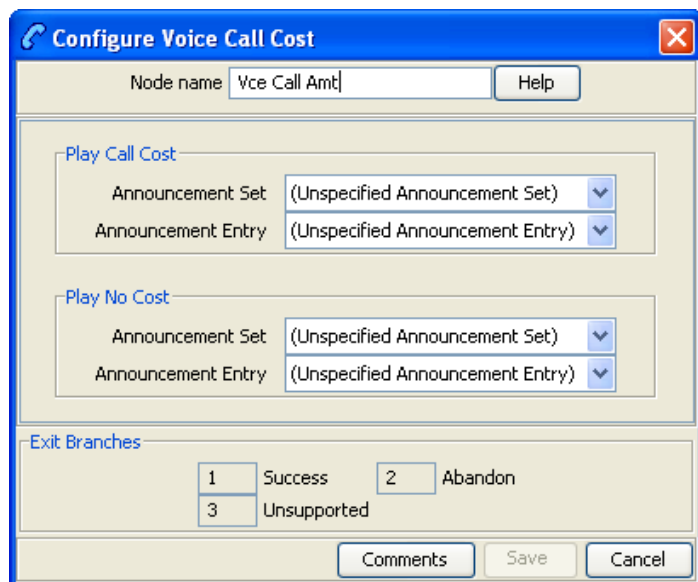 Configure Voice Call Cost
Node name Vce Call Amt Help
Play Call Cost
Announcement Set (Unspecified Announcement Set)
Announcement Entry (Unspecified Announcement Entry)
Play No Cost
Announcement Set (Unspecified Announcement Set)
Announcement Entry (Unspecified Announcement Entry)
Exit Branches
1 Success 2 Abandon
3 Unsupported
Comments Save Cancel